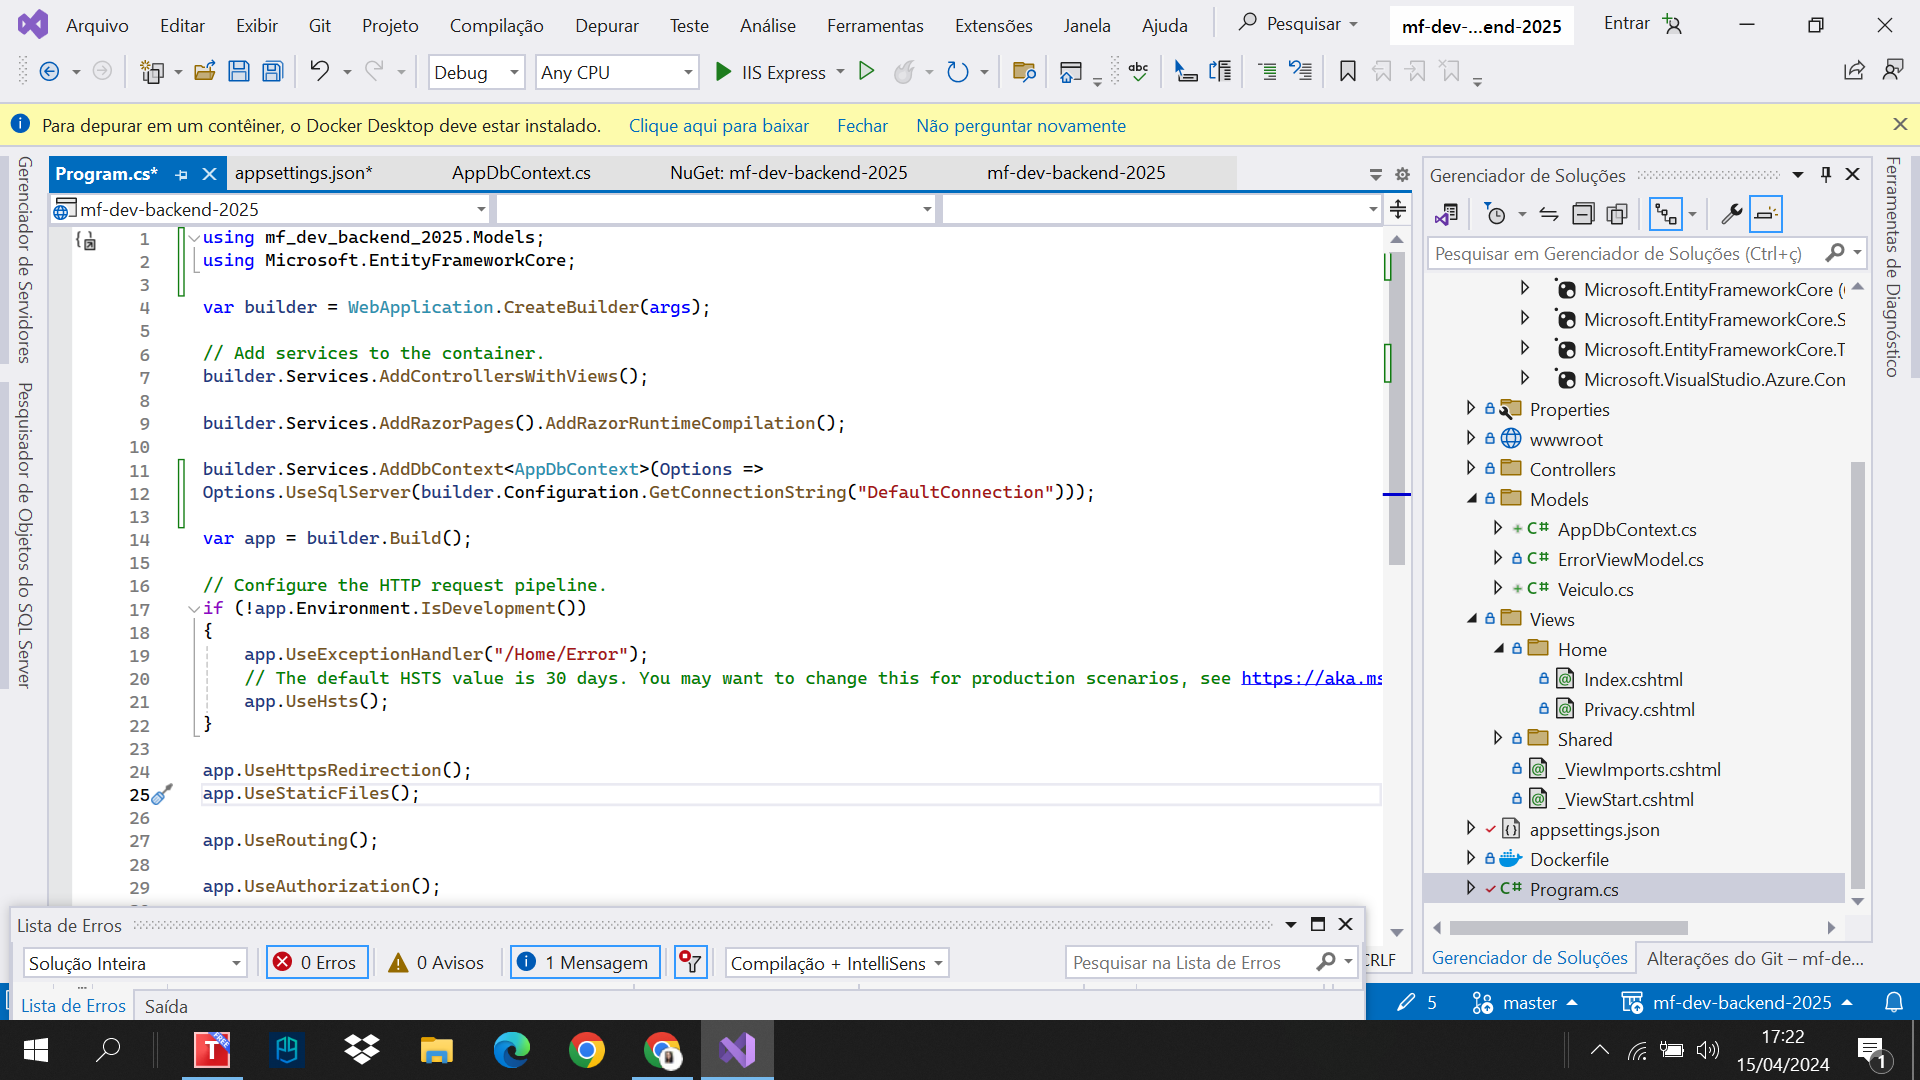 Arquivo Editar Exibir Git Projeto Compilação Depurar Teste Análise Ferramentas Extensões Janela Ajuda Pesquisar mf-dev-...end-2025 Entrar
Debug Any CPU IIS Express
Para depurar em um contêiner, o Docker Desktop deve estar instalado. Clique aqui para baixar Fechar Não perguntar novamente
Gerenciador de Servidores
Pesquisador de Objetos do SQL Server
Program.cs* appsettings.json* AppDbContext.cs NuGet: mf-dev-backend-2025 mf-dev-backend-2025
mf-dev-backend-2025
1 using mf_dev_backend_2025.Models;
2 using Microsoft.EntityFrameworkCore;
3
4 var builder = WebApplication.CreateBuilder(args);
5
6 // Add services to the container.
7 builder.Services.AddControllersWithViews();
8
9 builder.Services.AddRazorPages().AddRazorRuntimeCompilation();
10
11 builder.Services.AddDbContext<AppDbContext>(Options =>
12 Options.UseSqlServer(builder.Configuration.GetConnectionString("DefaultConnection")));
13
14 var app = builder.Build();
15
16 // Configure the HTTP request pipeline.
17 if (!app.Environment.IsDevelopment())
18 {
19 app.UseExceptionHandler("/Home/Error");
20 // The default HSTS value is 30 days. You may want to change this for production scenarios, see https://aka.ms
21 app.UseHsts();
22 }
23
24 app.UseHttpsRedirection();
25 app.UseStaticFiles();
26
27 app.UseRouting();
28
29 app.UseAuthorization();
Gerenciador de Soluções
Pesquisar em Gerenciador de Soluções (Ctrl+ç)
Microsoft.EntityFrameworkCore (
Microsoft.EntityFrameworkCore.S
Microsoft.EntityFrameworkCore.T
Microsoft.VisualStudio.Azure.Con
Properties
wwwroot
Controllers
Models
C# AppDbContext.cs
C# ErrorViewModel.cs
C# Veiculo.cs
Views
Home
Index.cshtml
Privacy.cshtml
Shared
_ViewImports.cshtml
_ViewStart.cshtml
appsettings.json
Dockerfile
C# Program.cs
Gerenciador de Soluções Alterações do Git – mf-de...
Ferramentas de Diagnóstico
Lista de Erros
Solução Inteira 0 Erros 0 Avisos 1 Mensagem Compilação + IntelliSens Pesquisar na Lista de Erros
CRLF
Lista de Erros Saída
5 master mf-dev-backend-2025
17:22
15/04/2024
1